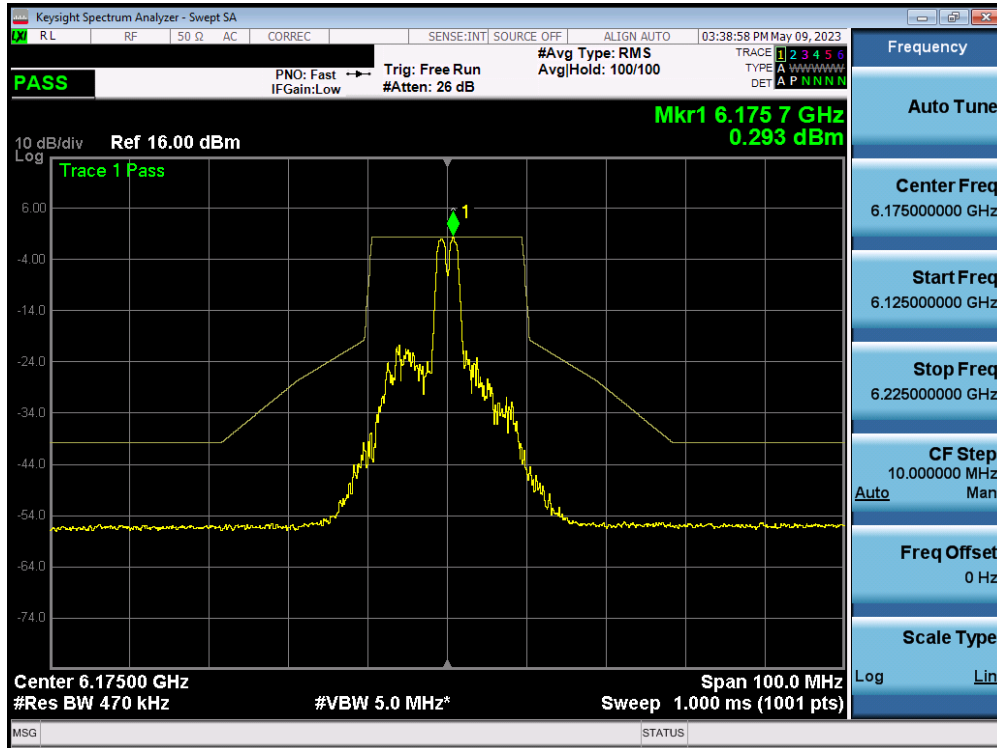 Keysight Spectrum Analyzer - Swept SA
LXI RL RF 50 Ω AC CORREC SENSE:INT SOURCE OFF ALIGN AUTO 03:38:58 PM May 09, 2023
PASS
PNO: Fast
IFGain:Low
Trig: Free Run
#Atten: 26 dB
#Avg Type: RMS
Avg|Hold: 100/100
TRACE 1 2 3 4 5 6
TYPE A WWWWW
DET A P N N N N
Mkr1 6.175 7 GHz
0.293 dBm
10 dB/div Ref 16.00 dBm
Log
Trace 1 Pass
1
6.00
-4.00
-14.0
-24.0
-34.0
-44.0
-54.0
-64.0
-74.0
Center 6.17500 GHz Span 100.0 MHz
#Res BW 470 kHz #VBW 5.0 MHz* Sweep 1.000 ms (1001 pts)
MSG STATUS
Frequency
Auto Tune
Center Freq
6.175000000 GHz
Start Freq
6.125000000 GHz
Stop Freq
6.225000000 GHz
CF Step
10.000000 MHz
Auto Man
Freq Offset
0 Hz
Scale Type
Log Lin